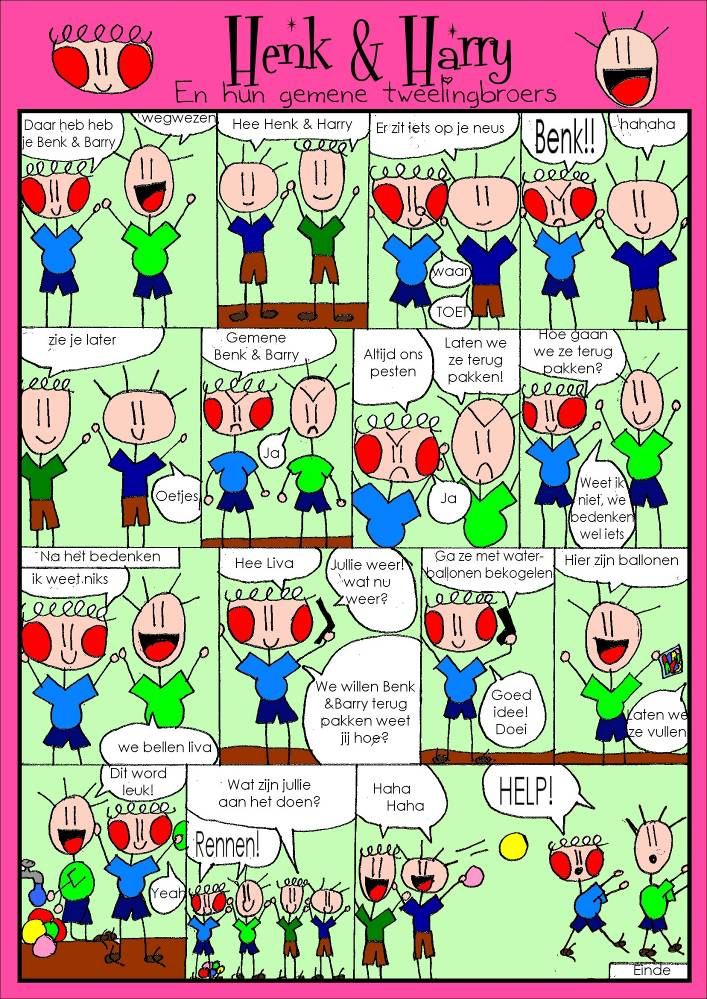 Henk & Harry
En hun gemene tweelingbroers
Daar heb heb
je Benk & Barry
wegwezen
Hee Henk & Harry
Er zit iets op je neus
waar
TOET
Benk!!
hahaha
zie je later
Oetjes
Gemene
Benk & Barry
Ja
Altijd ons
pesten
Laten we
ze terug
pakken!
Ja
Hoe gaan
we ze terug
pakken?
Weet ik
niet, we
bedenken
wel iets
Na het bedenken
ik weet niks
we bellen liva
Hee Liva
Jullie weer!
wat nu
weer?
We willen Benk
&Barry terug
pakken weet
jij hoe?
Ga ze met water-
ballonen bekogelen
Goed
idee!
Doei
Hier zijn ballonen
Laten we
ze vullen
Dit word
leuk!
Yeah
Wat zijn jullie
aan het doen?
Rennen!
Haha
Haha
HELP!
Einde